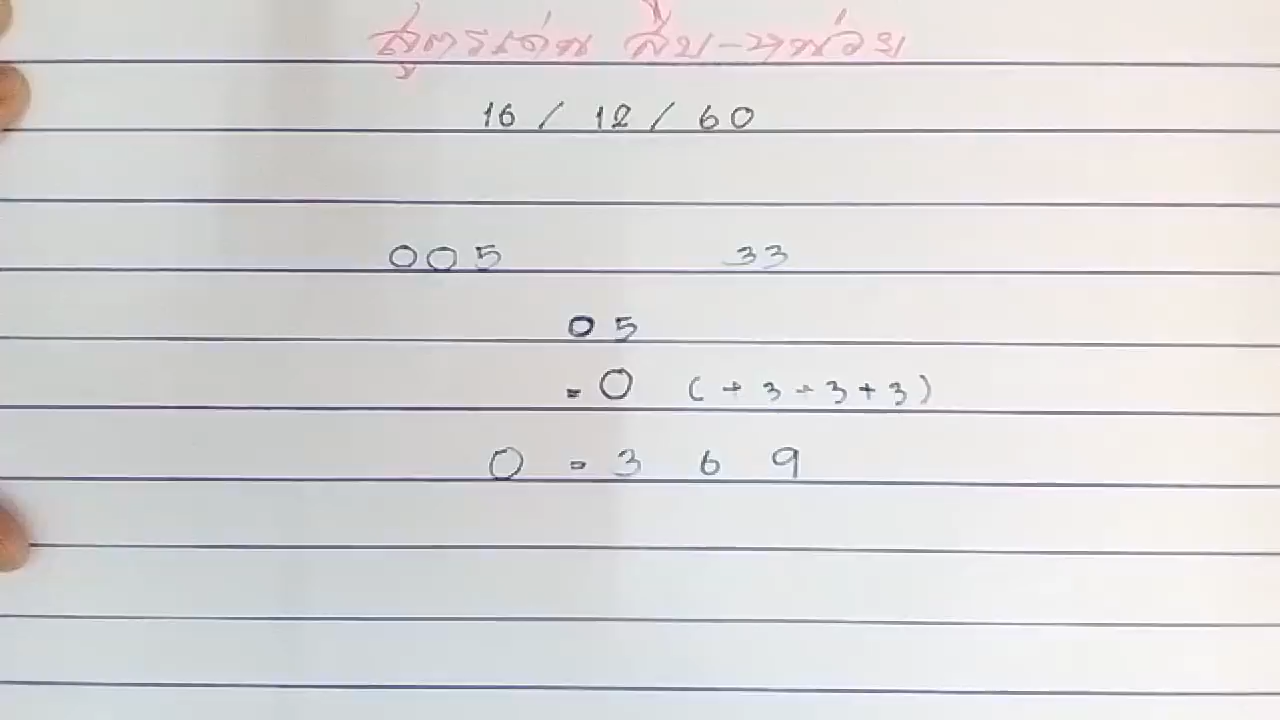 สูตรเด่น สิบ-หน่วย
16 / 12 / 60
005 33
05
= 0 (+3+3+3)
0 = 3 6 9